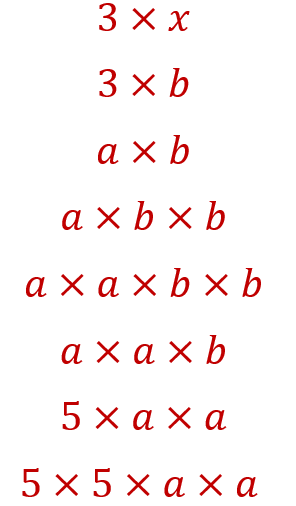 3 × x
3 × b
a × b
a × b × b
a × a × b × b
a × a × b
5 × a × a
5 × 5 × a × a